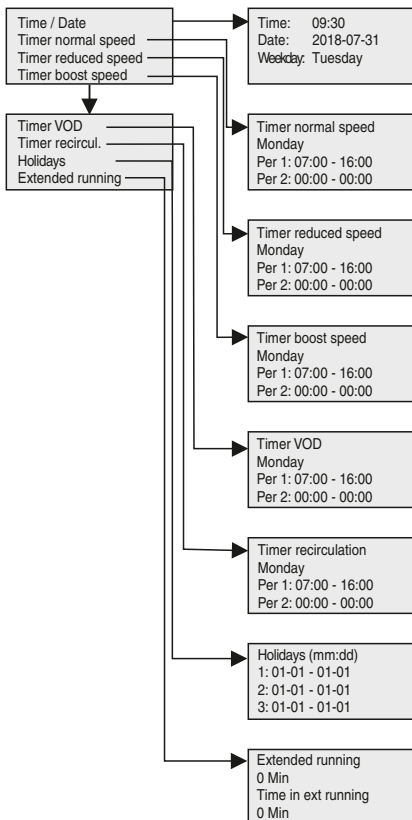 Time / Date
Timer normal speed
Timer reduced speed
Timer boost speed
Timer VOD
Timer recircul.
Holidays
Extended running
Time: 09:30
Date: 2018-07-31
Weekday: Tuesday
Timer normal speed
Monday
Per 1: 07:00 - 16:00
Per 2: 00:00 - 00:00
Timer reduced speed
Monday
Per 1: 07:00 - 16:00
Per 2: 00:00 - 00:00
Timer boost speed
Monday
Per 1: 07:00 - 16:00
Per 2: 00:00 - 00:00
Timer VOD
Monday
Per 1: 07:00 - 16:00
Per 2: 00:00 - 00:00
Timer recirculation
Monday
Per 1: 07:00 - 16:00
Per 2: 00:00 - 00:00
Holidays (mm:dd)
1: 01-01 - 01-01
2: 01-01 - 01-01
3: 01-01 - 01-01
Extended running
0 Min
Time in ext running
0 Min